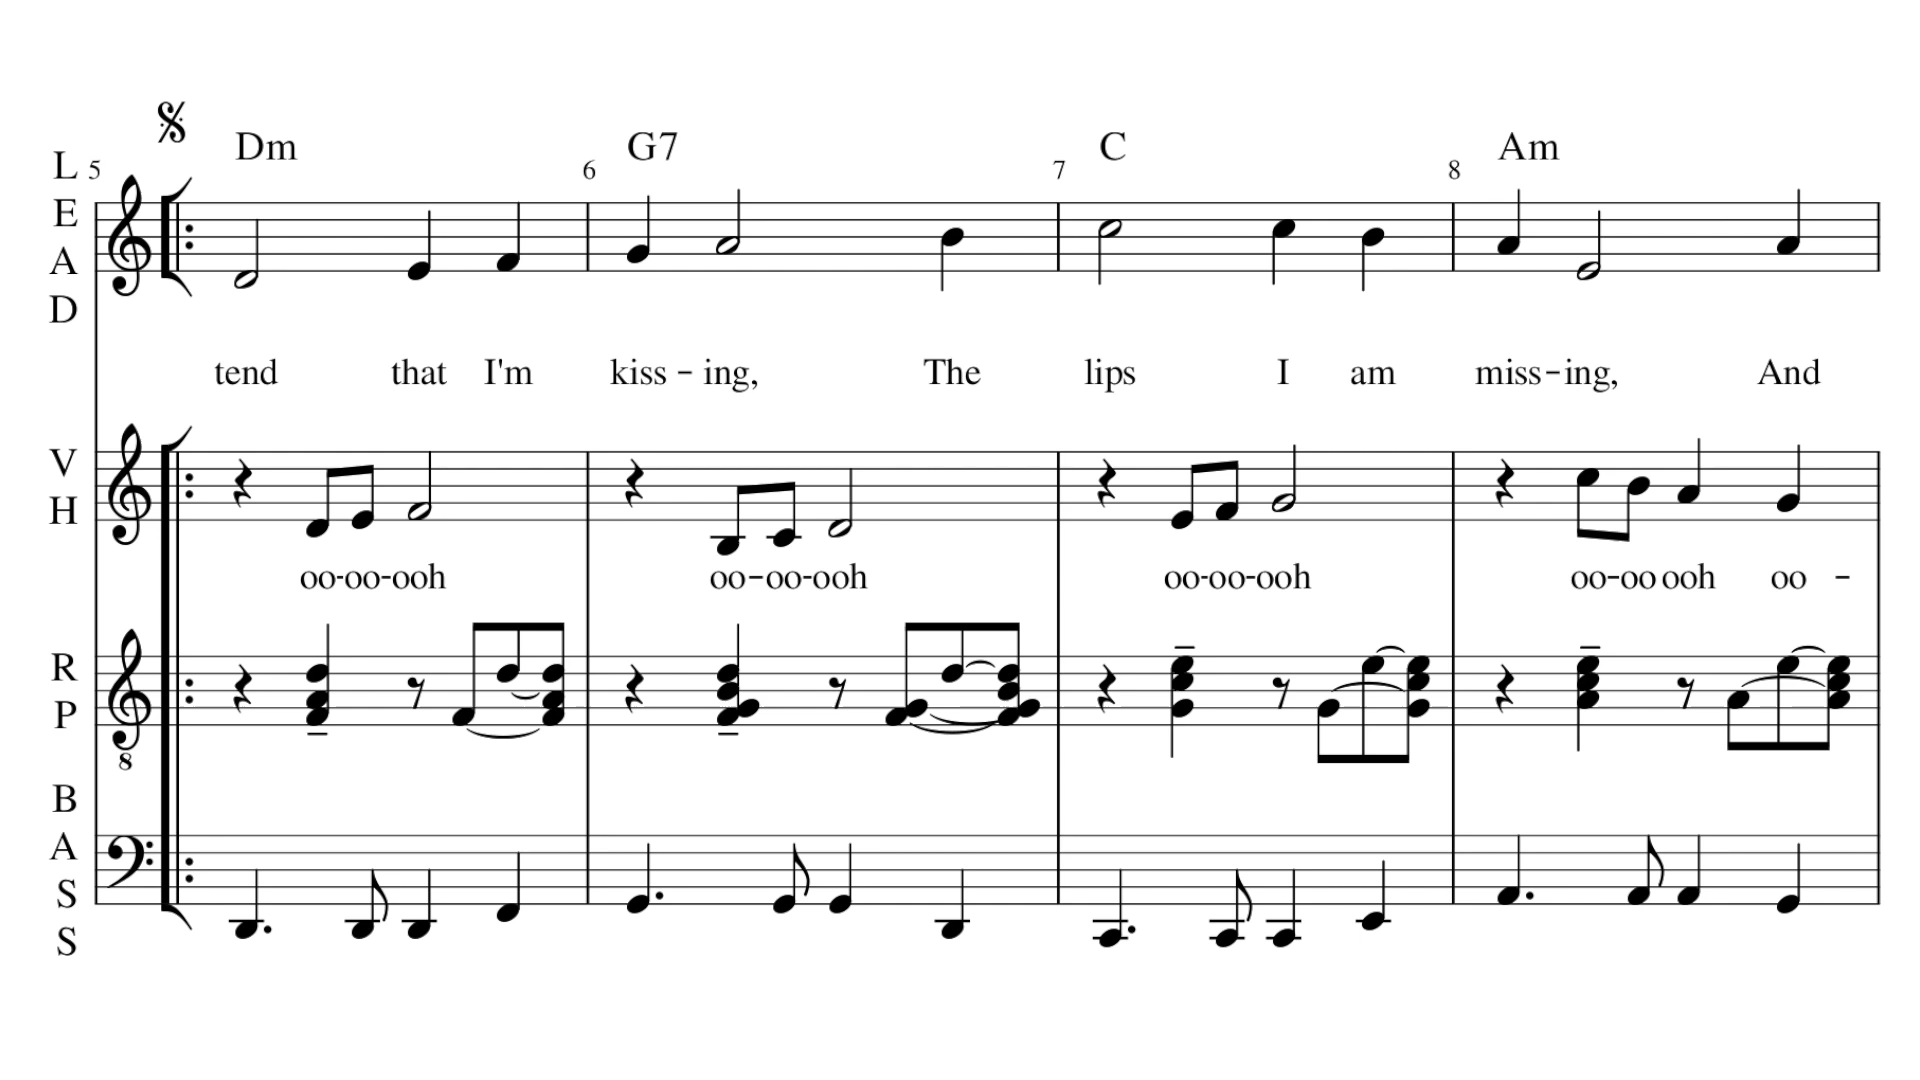 Dm G7 C Am
L 5 6 7 8
E
A
D
tend that I'm kiss - ing, The lips I am miss-ing, And
V
H
oo-oo-ooh oo-oo-ooh oo-oo-ooh oo-oo ooh oo -
R
P
8
B
A
S
S